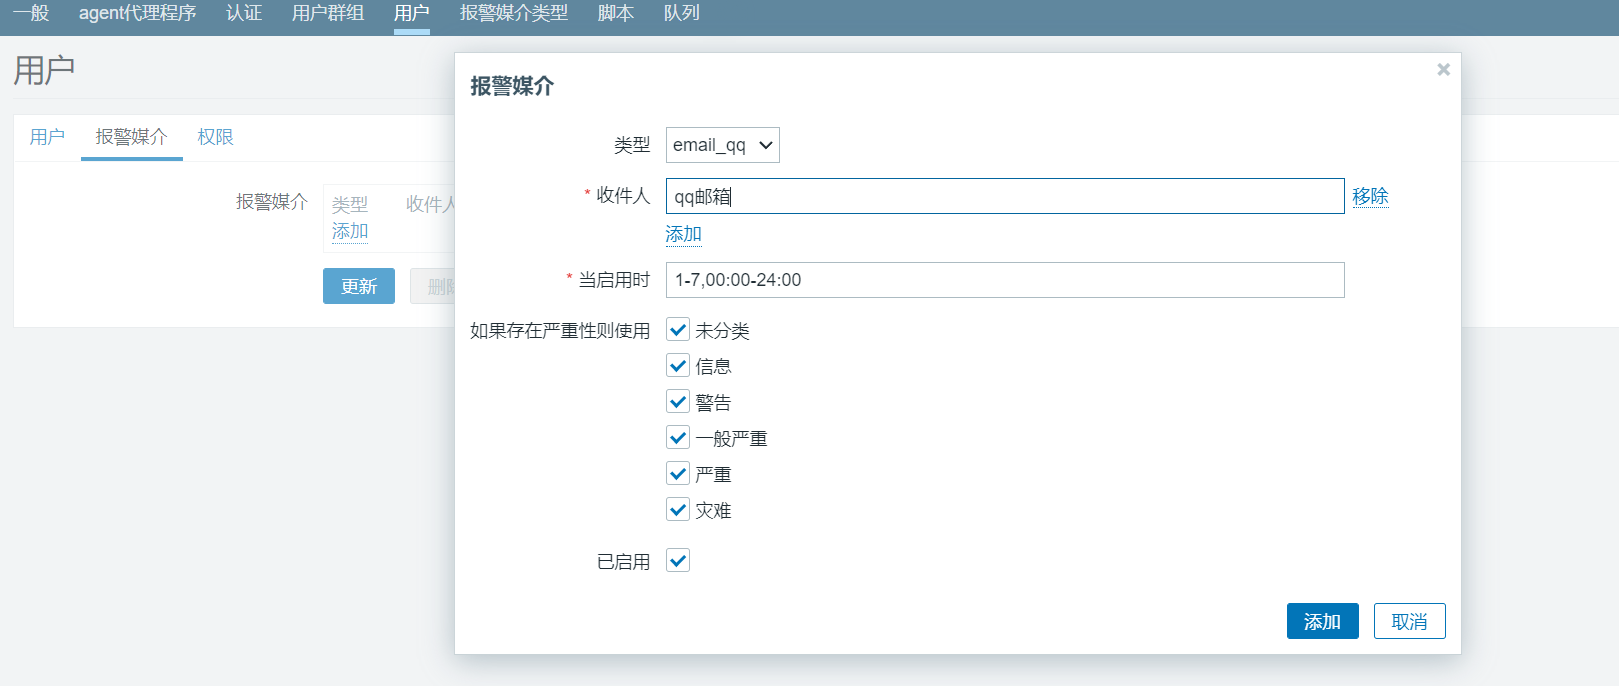 一般 agent代理程序 认证 用户群组 用户 报警媒介类型 脚本 队列
用户
用户 报警媒介 权限
报警媒介 类型 收件人
添加
更新 删除
报警媒介
类型 email_qq
* 收件人 qq邮箱 移除
添加
* 当启用时 1-7,00:00-24:00
如果存在严重性则使用 未分类
信息
警告
一般严重
严重
灾难
已启用
添加 取消